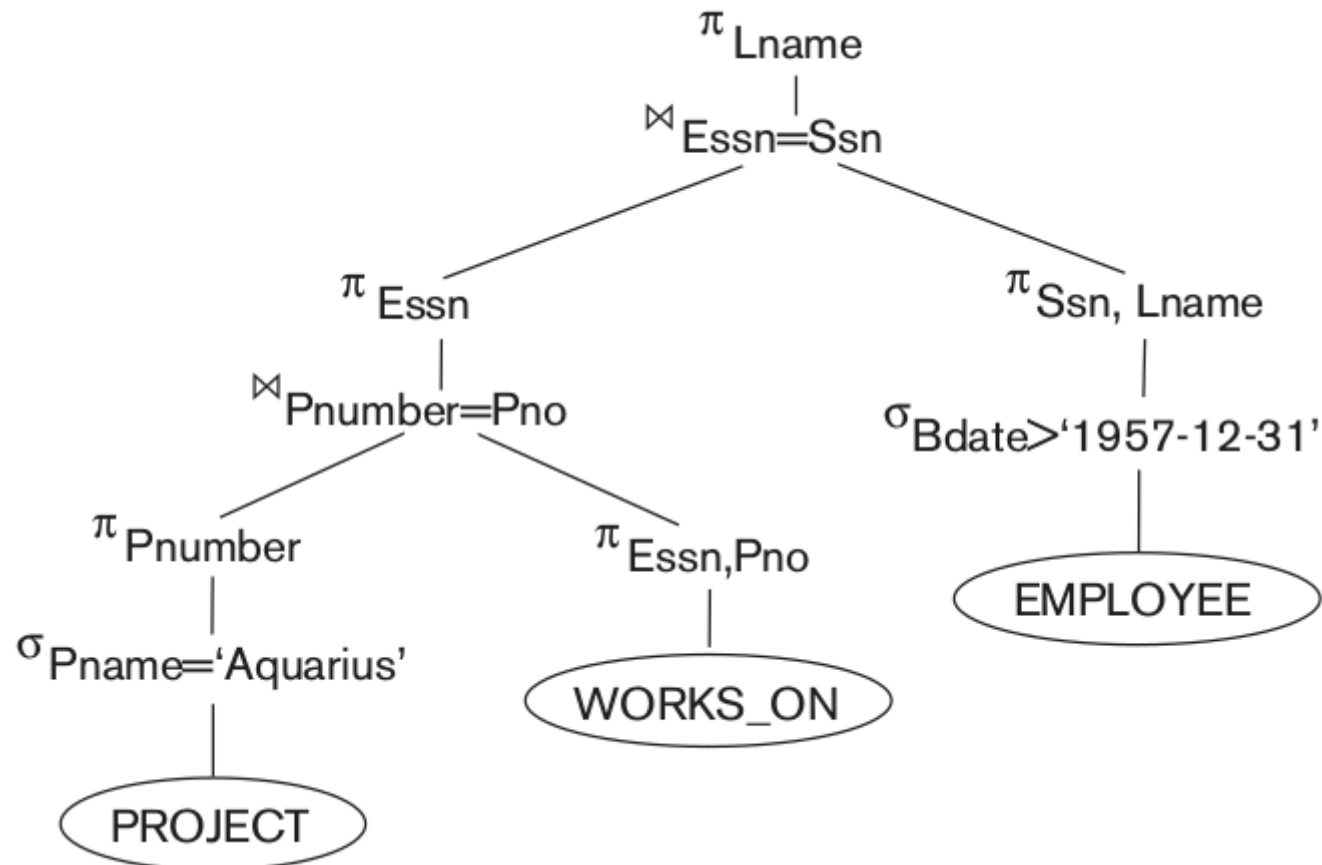 π Lname
⋈ Essn=Ssn
π Essn
π Ssn, Lname
⋈ Pnumber=Pno
σ Bdate>‘1957-12-31’
π Pnumber
π Essn,Pno
EMPLOYEE
σ Pname=‘Aquarius’
WORKS_ON
PROJECT